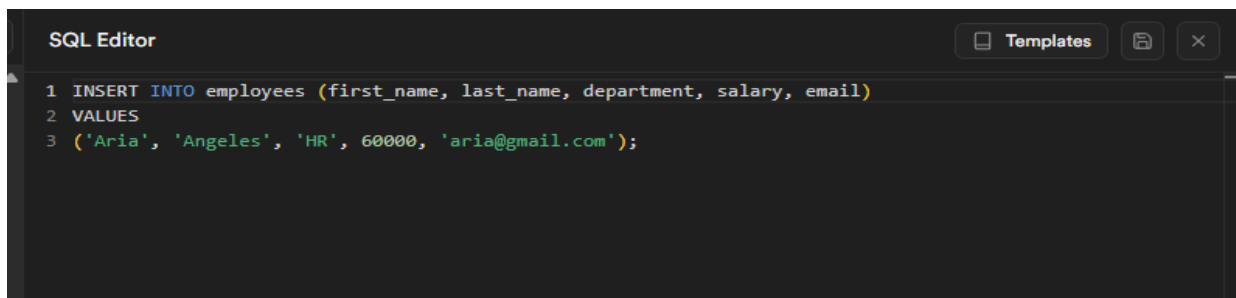 SQL Editor
Templates
1 INSERT INTO employees (first_name, last_name, department, salary, email)
2 VALUES
3 ('Aria', 'Angeles', 'HR', 60000, 'aria@gmail.com');